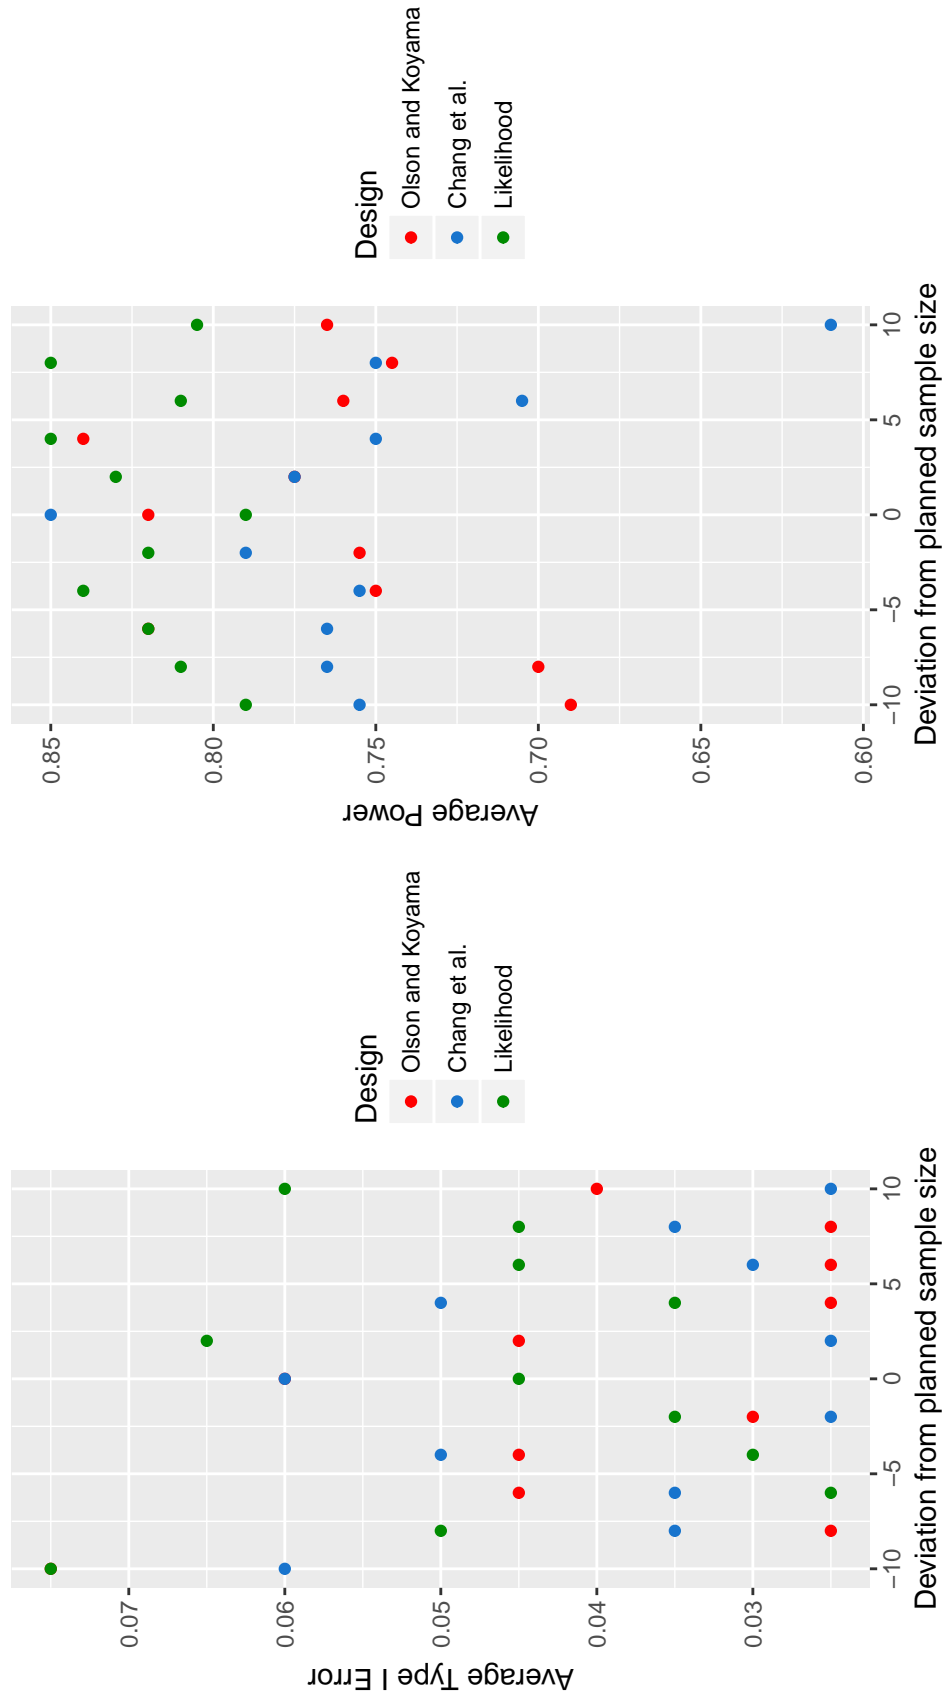 Average Type I Error
0.07
0.06
0.05
0.04
0.03
−10
−5
0
5
10
Deviation from planned sample size
Design
Olson and Koyama
Chang et al.
Likelihood
Average Power
0.85
0.80
0.75
0.70
0.65
0.60
−10
−5
0
5
10
Deviation from planned sample size
Design
Olson and Koyama
Chang et al.
Likelihood